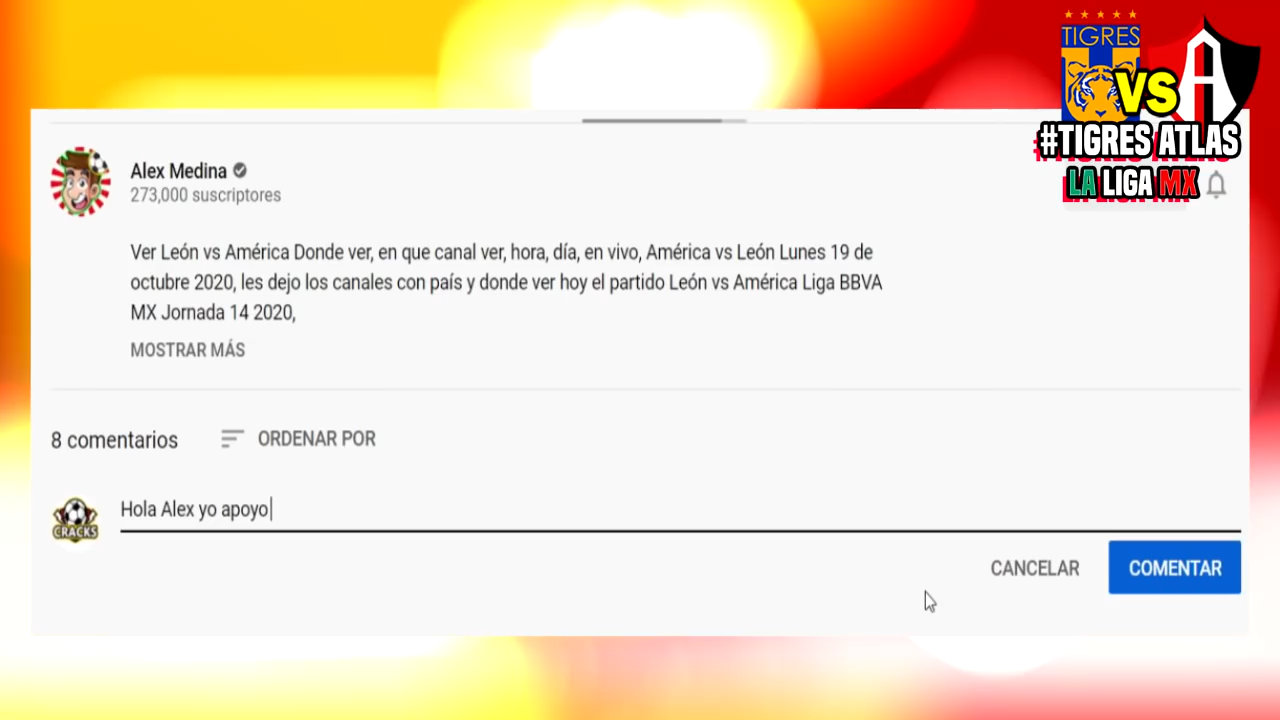 TIGRES
VS
#TIGRES ATLAS
LA LIGA MX
Alex Medina
273,000 suscriptores
Ver León vs América Donde ver, en que canal ver, hora, día, en vivo, América vs León Lunes 19 de
octubre 2020, les dejo los canales con país y donde ver hoy el partido León vs América Liga BBVA
MX Jornada 14 2020,
MOSTRAR MÁS
8 comentarios
ORDENAR POR
CRACKS
Hola Alex yo apoyo
CANCELAR
COMENTAR